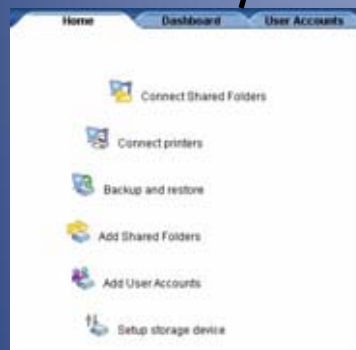 Home Dashboard User Accounts
Connect Shared Folders
Connect printers
Backup and restore
Add Shared Folders
Add User Accounts
Setup storage device